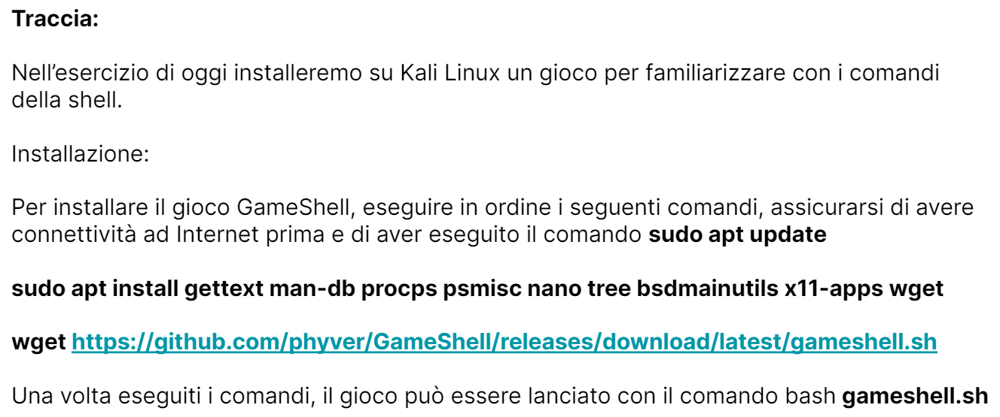 Traccia:
Nell’esercizio di oggi installeremo su Kali Linux un gioco per familiarizzare con i comandi
della shell.
Installazione:
Per installare il gioco GameShell, eseguire in ordine i seguenti comandi, assicurarsi di avere
connettività ad Internet prima e di aver eseguito il comando sudo apt update
sudo apt install gettext man-db procps psmisc nano tree bsdmainutils x11-apps wget
wget https://github.com/phyver/GameShell/releases/download/latest/gameshell.sh
Una volta eseguiti i comandi, il gioco può essere lanciato con il comando bash gameshell.sh